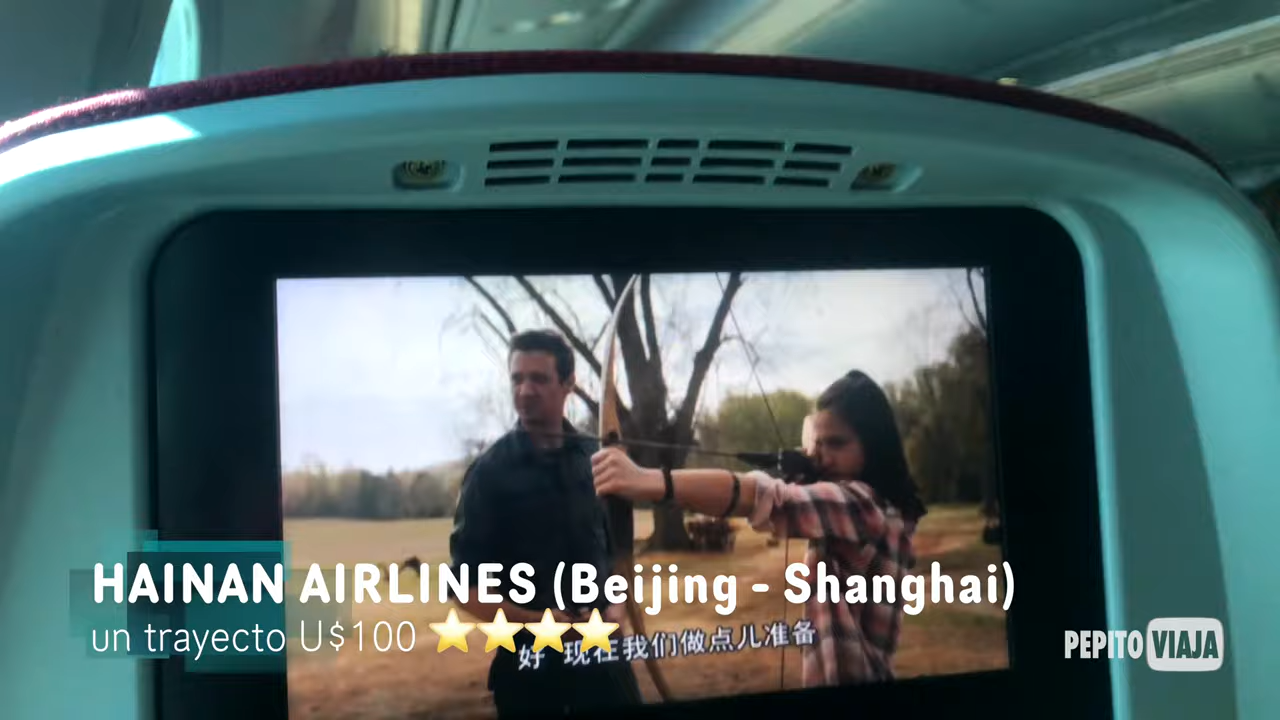 HAINAN AIRLINES (Beijing - Shanghai)
un trayecto U$100
好 现在我们做点儿准备
PEPITO VIAJA